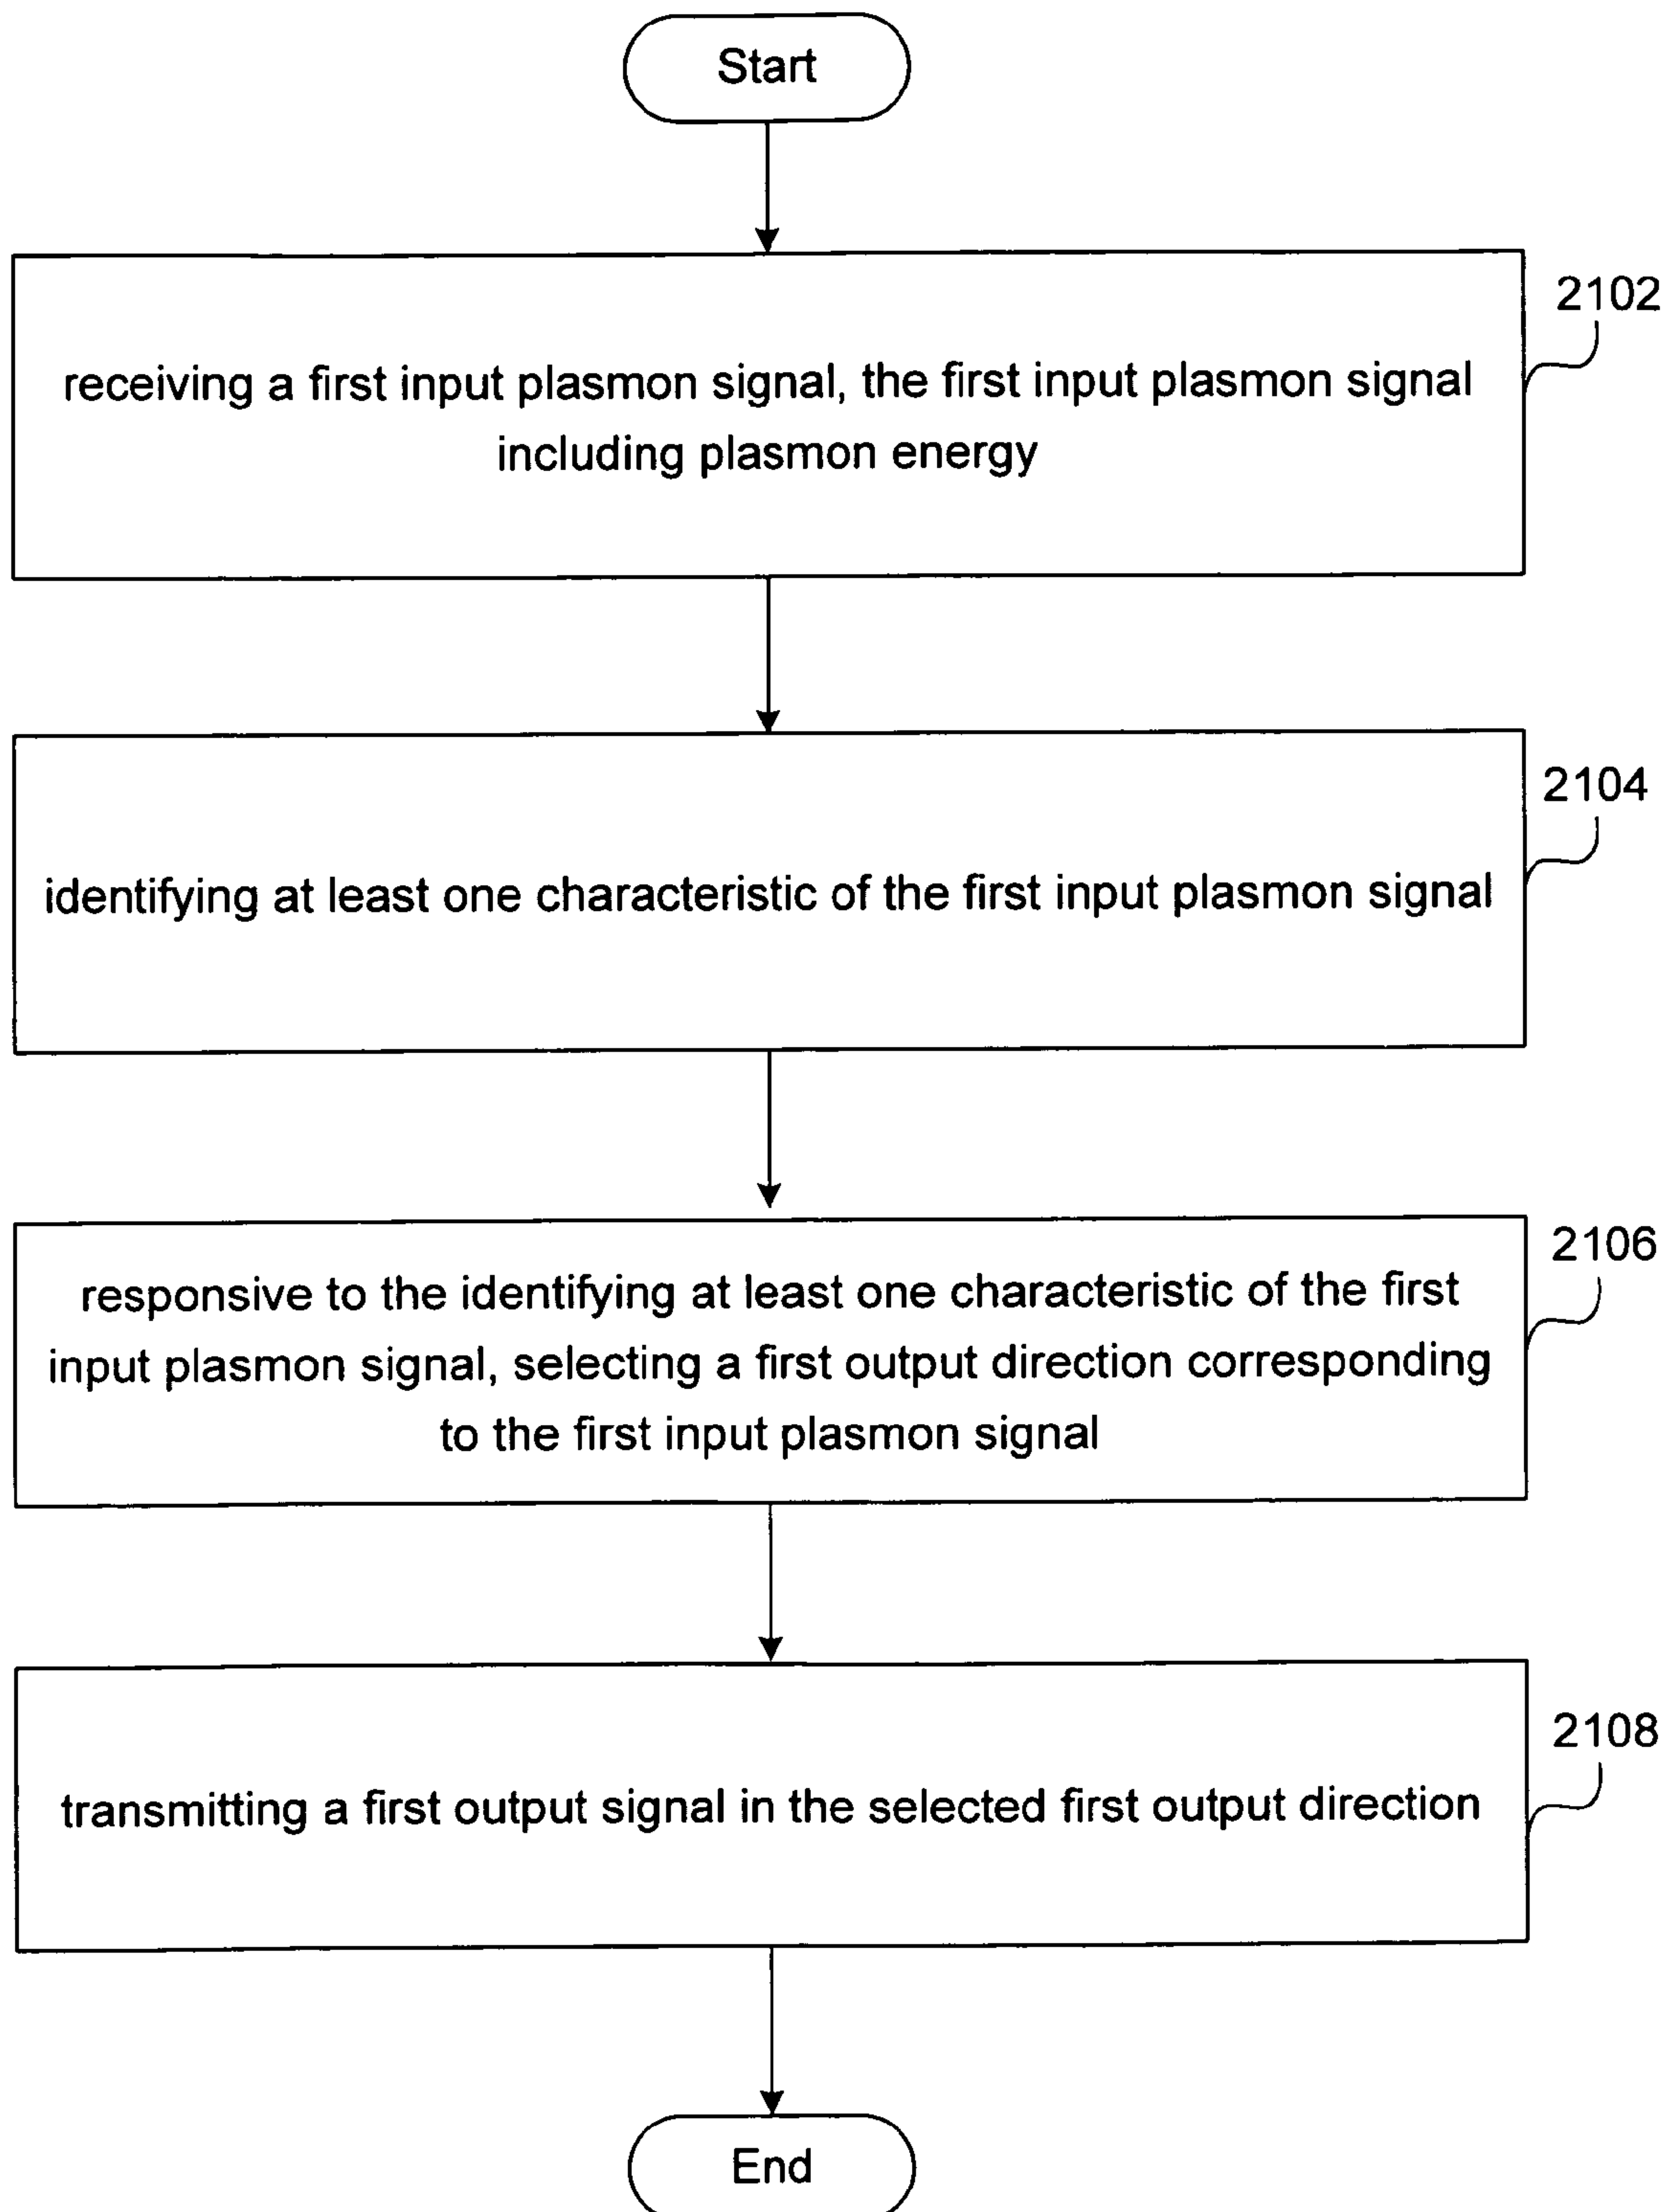 Start
2102
receiving a first input plasmon signal, the first input plasmon signal
including plasmon energy
2104
identifying at least one characteristic of the first input plasmon signal
2106
responsive to the identifying at least one characteristic of the first
input plasmon signal, selecting a first output direction corresponding
to the first input plasmon signal
2108
transmitting a first output signal in the selected first output direction
End